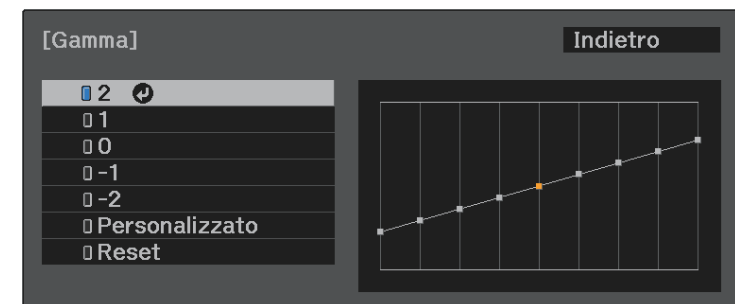 [Gamma]
Indietro
2
1
0
-1
-2
Personalizzato
Reset